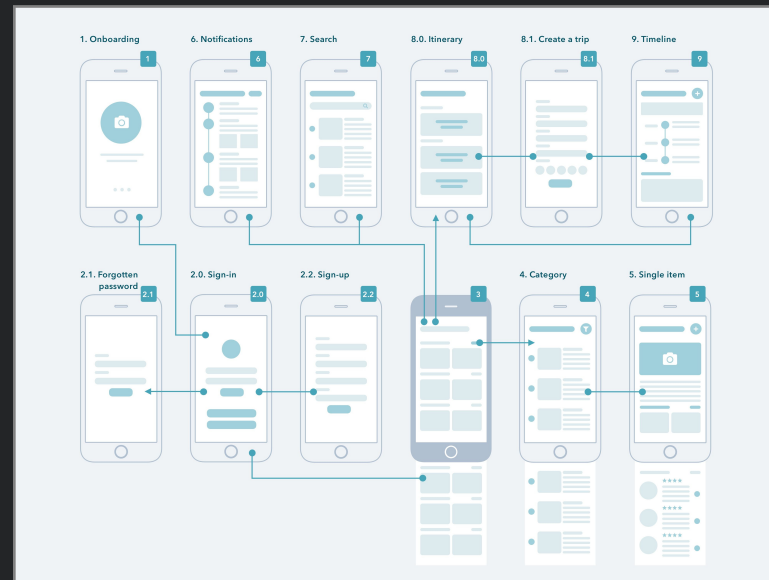 1. Onboarding
6. Notifications
7. Search
8.0. Itinerary
8.1. Create a trip
9. Timeline
1
6
7
8.0
8.1
9
2.1. Forgotten
password
2.0. Sign-in
2.2. Sign-up
4. Category
5. Single item
2.1
2.0
2.2
3
4
5